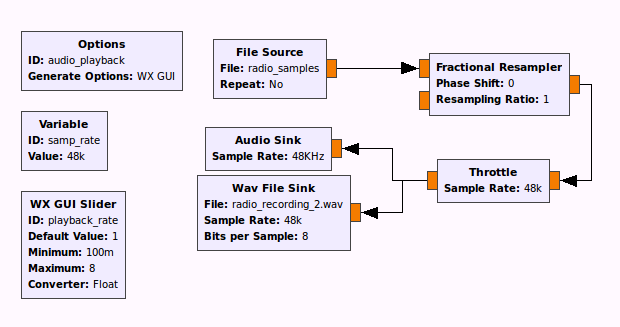 Options
ID: audio_playback
Generate Options: WX GUI
Variable
ID: samp_rate
Value: 48k
WX GUI Slider
ID: playback_rate
Default Value: 1
Minimum: 100m
Maximum: 8
Converter: Float
File Source
File: radio_samples
Repeat: No
Fractional Resampler
Phase Shift: 0
Resampling Ratio: 1
Audio Sink
Sample Rate: 48KHz
Wav File Sink
File: radio_recording_2.wav
Sample Rate: 48k
Bits per Sample: 8
Throttle
Sample Rate: 48k